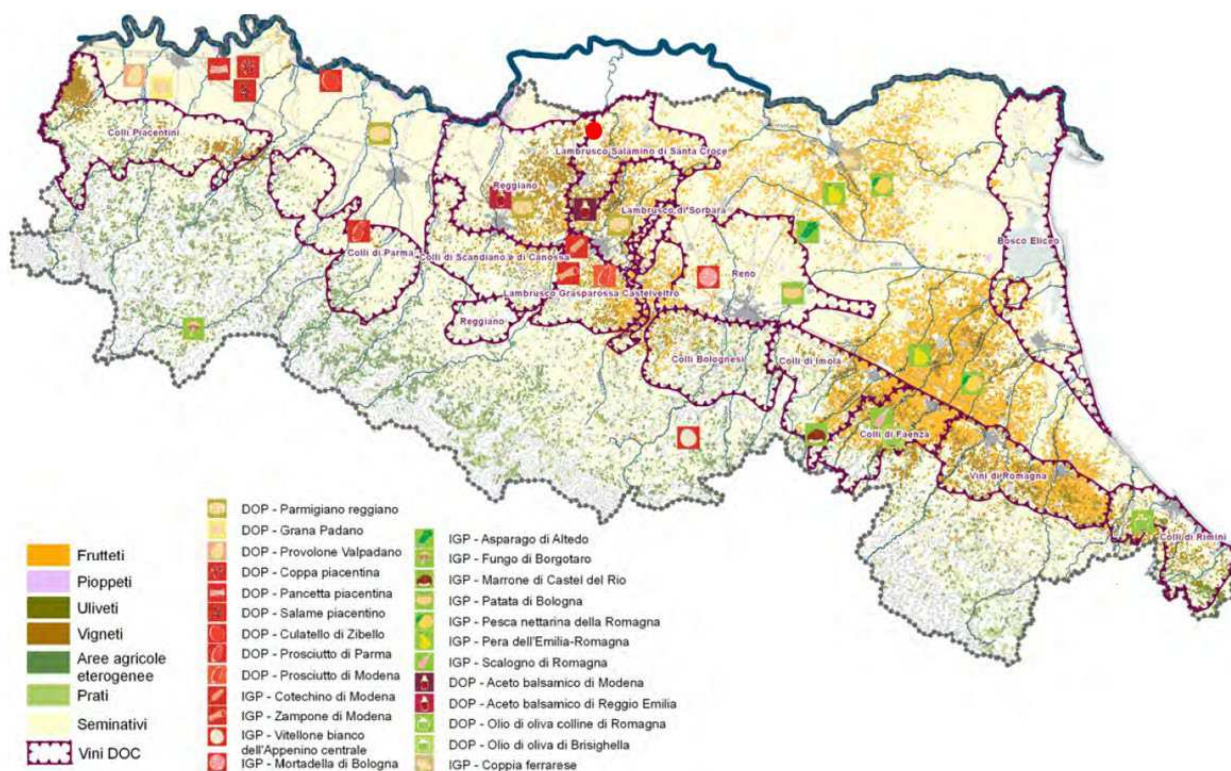 Colli Piacentini
Lambrusco Salamino di Santa Croce
Reggiano
Lambrusco di Sorbara
Colli di Parma
Colli di Scandiano e di Canossa
Reno
Bosco Eliceo
Lambrusco Grasparossa Castelvetro
Reggiano
Colli Bolognesi
Colli di Imola
Colli di Faenza
Vini di Romagna
Colli di Rimini
Frutteti
Pioppeti
Uliveti
Vigneti
Aree agricole
eterogenee
Prati
Seminativi
Vini DOC
DOP - Parmigiano reggiano
DOP - Grana Padano
DOP - Provolone Valpadano
DOP - Coppa piacentina
DOP - Pancetta piacentina
DOP - Salame piacentino
DOP - Culatello di Zibello
DOP - Prosciutto di Parma
DOP - Prosciutto di Modena
IGP - Cotechino di Modena
IGP - Zampone di Modena
IGP - Vitellone bianco
dell'Appenino centrale
IGP - Mortadella di Bologna
IGP - Asparago di Altedo
IGP - Fungo di Borgotaro
IGP - Marrone di Castel del Rio
IGP - Patata di Bologna
IGP - Pesca nettarina della Romagna
IGP - Pera dell'Emilia-Romagna
IGP - Scalogno di Romagna
DOP - Aceto balsamico di Modena
DOP - Aceto balsamico di Reggio Emilia
DOP - Olio di oliva colline di Romagna
DOP - Olio di oliva di Brisighella
IGP - Coppia ferrarese